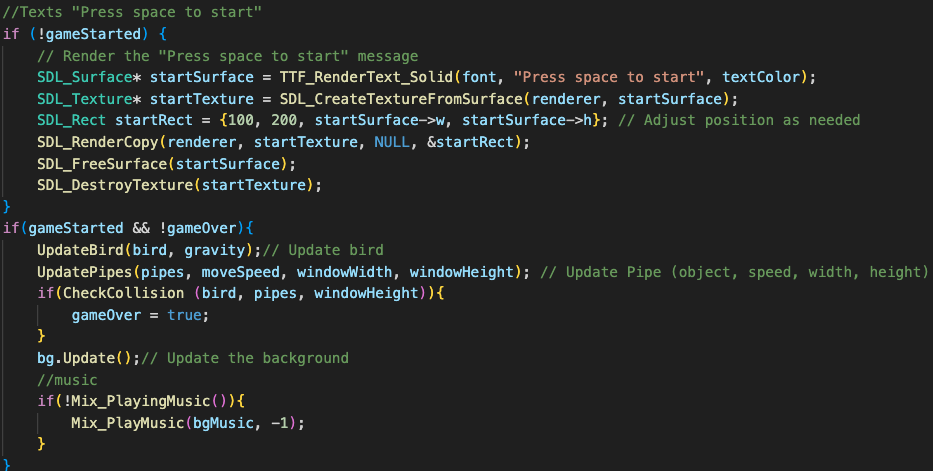 //Texts "Press space to start"
if (!gameStarted) {
    // Render the "Press space to start" message
    SDL_Surface* startSurface = TTF_RenderText_Solid(font, "Press space to start", textColor);
    SDL_Texture* startTexture = SDL_CreateTextureFromSurface(renderer, startSurface);
    SDL_Rect startRect = {100, 200, startSurface->w, startSurface->h}; // Adjust position as needed
    SDL_RenderCopy(renderer, startTexture, NULL, &startRect);
    SDL_FreeSurface(startSurface);
    SDL_DestroyTexture(startTexture);
}
if(gameStarted && !gameOver){
    UpdateBird(bird, gravity);// Update bird
    UpdatePipes(pipes, moveSpeed, windowWidth, windowHeight); // Update Pipe (object, speed, width, height)
    if(CheckCollision (bird, pipes, windowHeight)){
        gameOver = true;
    }
    bg.Update();// Update the background
    //music
    if(!Mix_PlayingMusic()){
        Mix_PlayMusic(bgMusic, -1);
    }
}